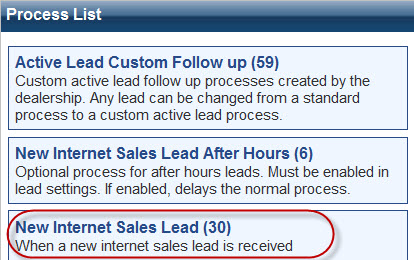 Process List
Active Lead Custom Follow up (59)
Custom active lead follow up processes created by the
dealership. Any lead can be changed from a standard
process to a custom active lead process.
New Internet Sales Lead After Hours (6)
Optional process for after hours leads. Must be enabled in
lead settings. If enabled, delays the normal process.
New Internet Sales Lead (30)
When a new internet sales lead is received